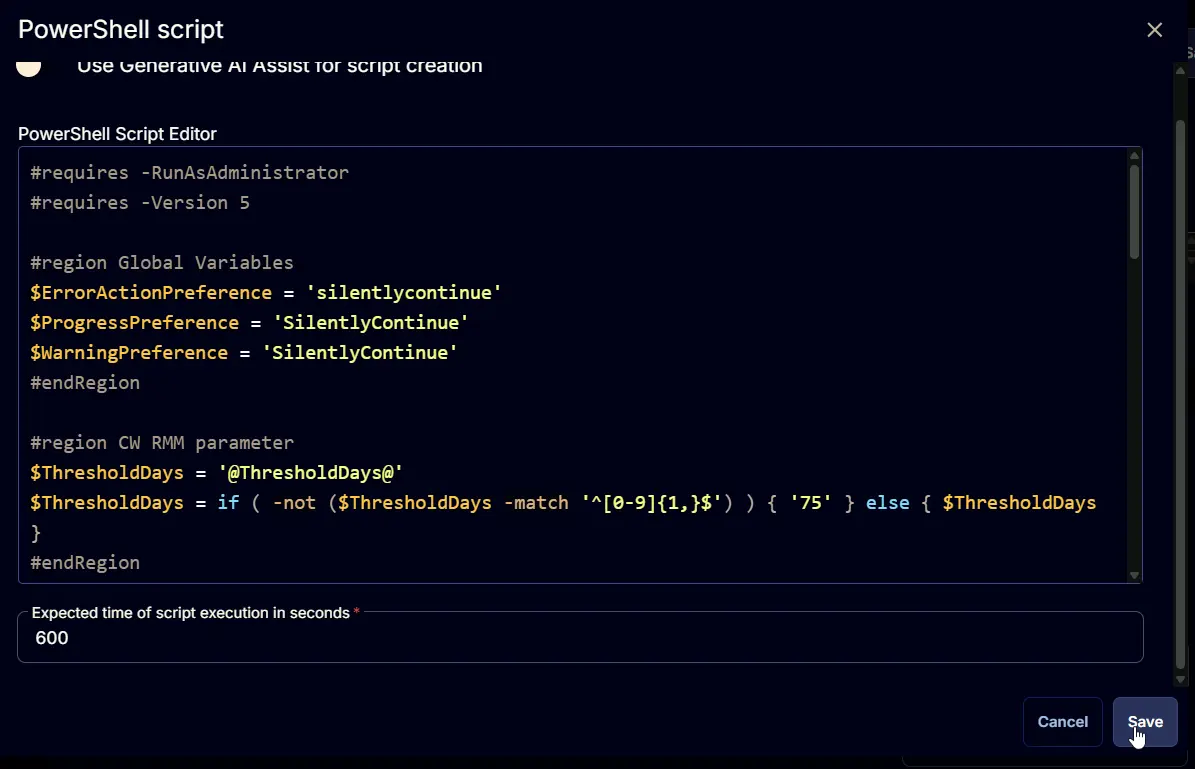 PowerShell script
Use Generative AI Assist for script creation
PowerShell Script Editor
#requires -RunAsAdministrator
#requires -Version 5
#region Global Variables
$ErrorActionPreference = 'silentlycontinue'
$ProgressPreference = 'SilentlyContinue'
$WarningPreference = 'SilentlyContinue'
#endRegion
#region CW RMM parameter
$ThresholdDays = '@ThresholdDays@'
$ThresholdDays = if ( -not ($ThresholdDays -match '^[0-9]{1,}$') ) { '75' } else { $ThresholdDays
}
#endRegion
Expected time of script execution in seconds *
600
Cancel
Save